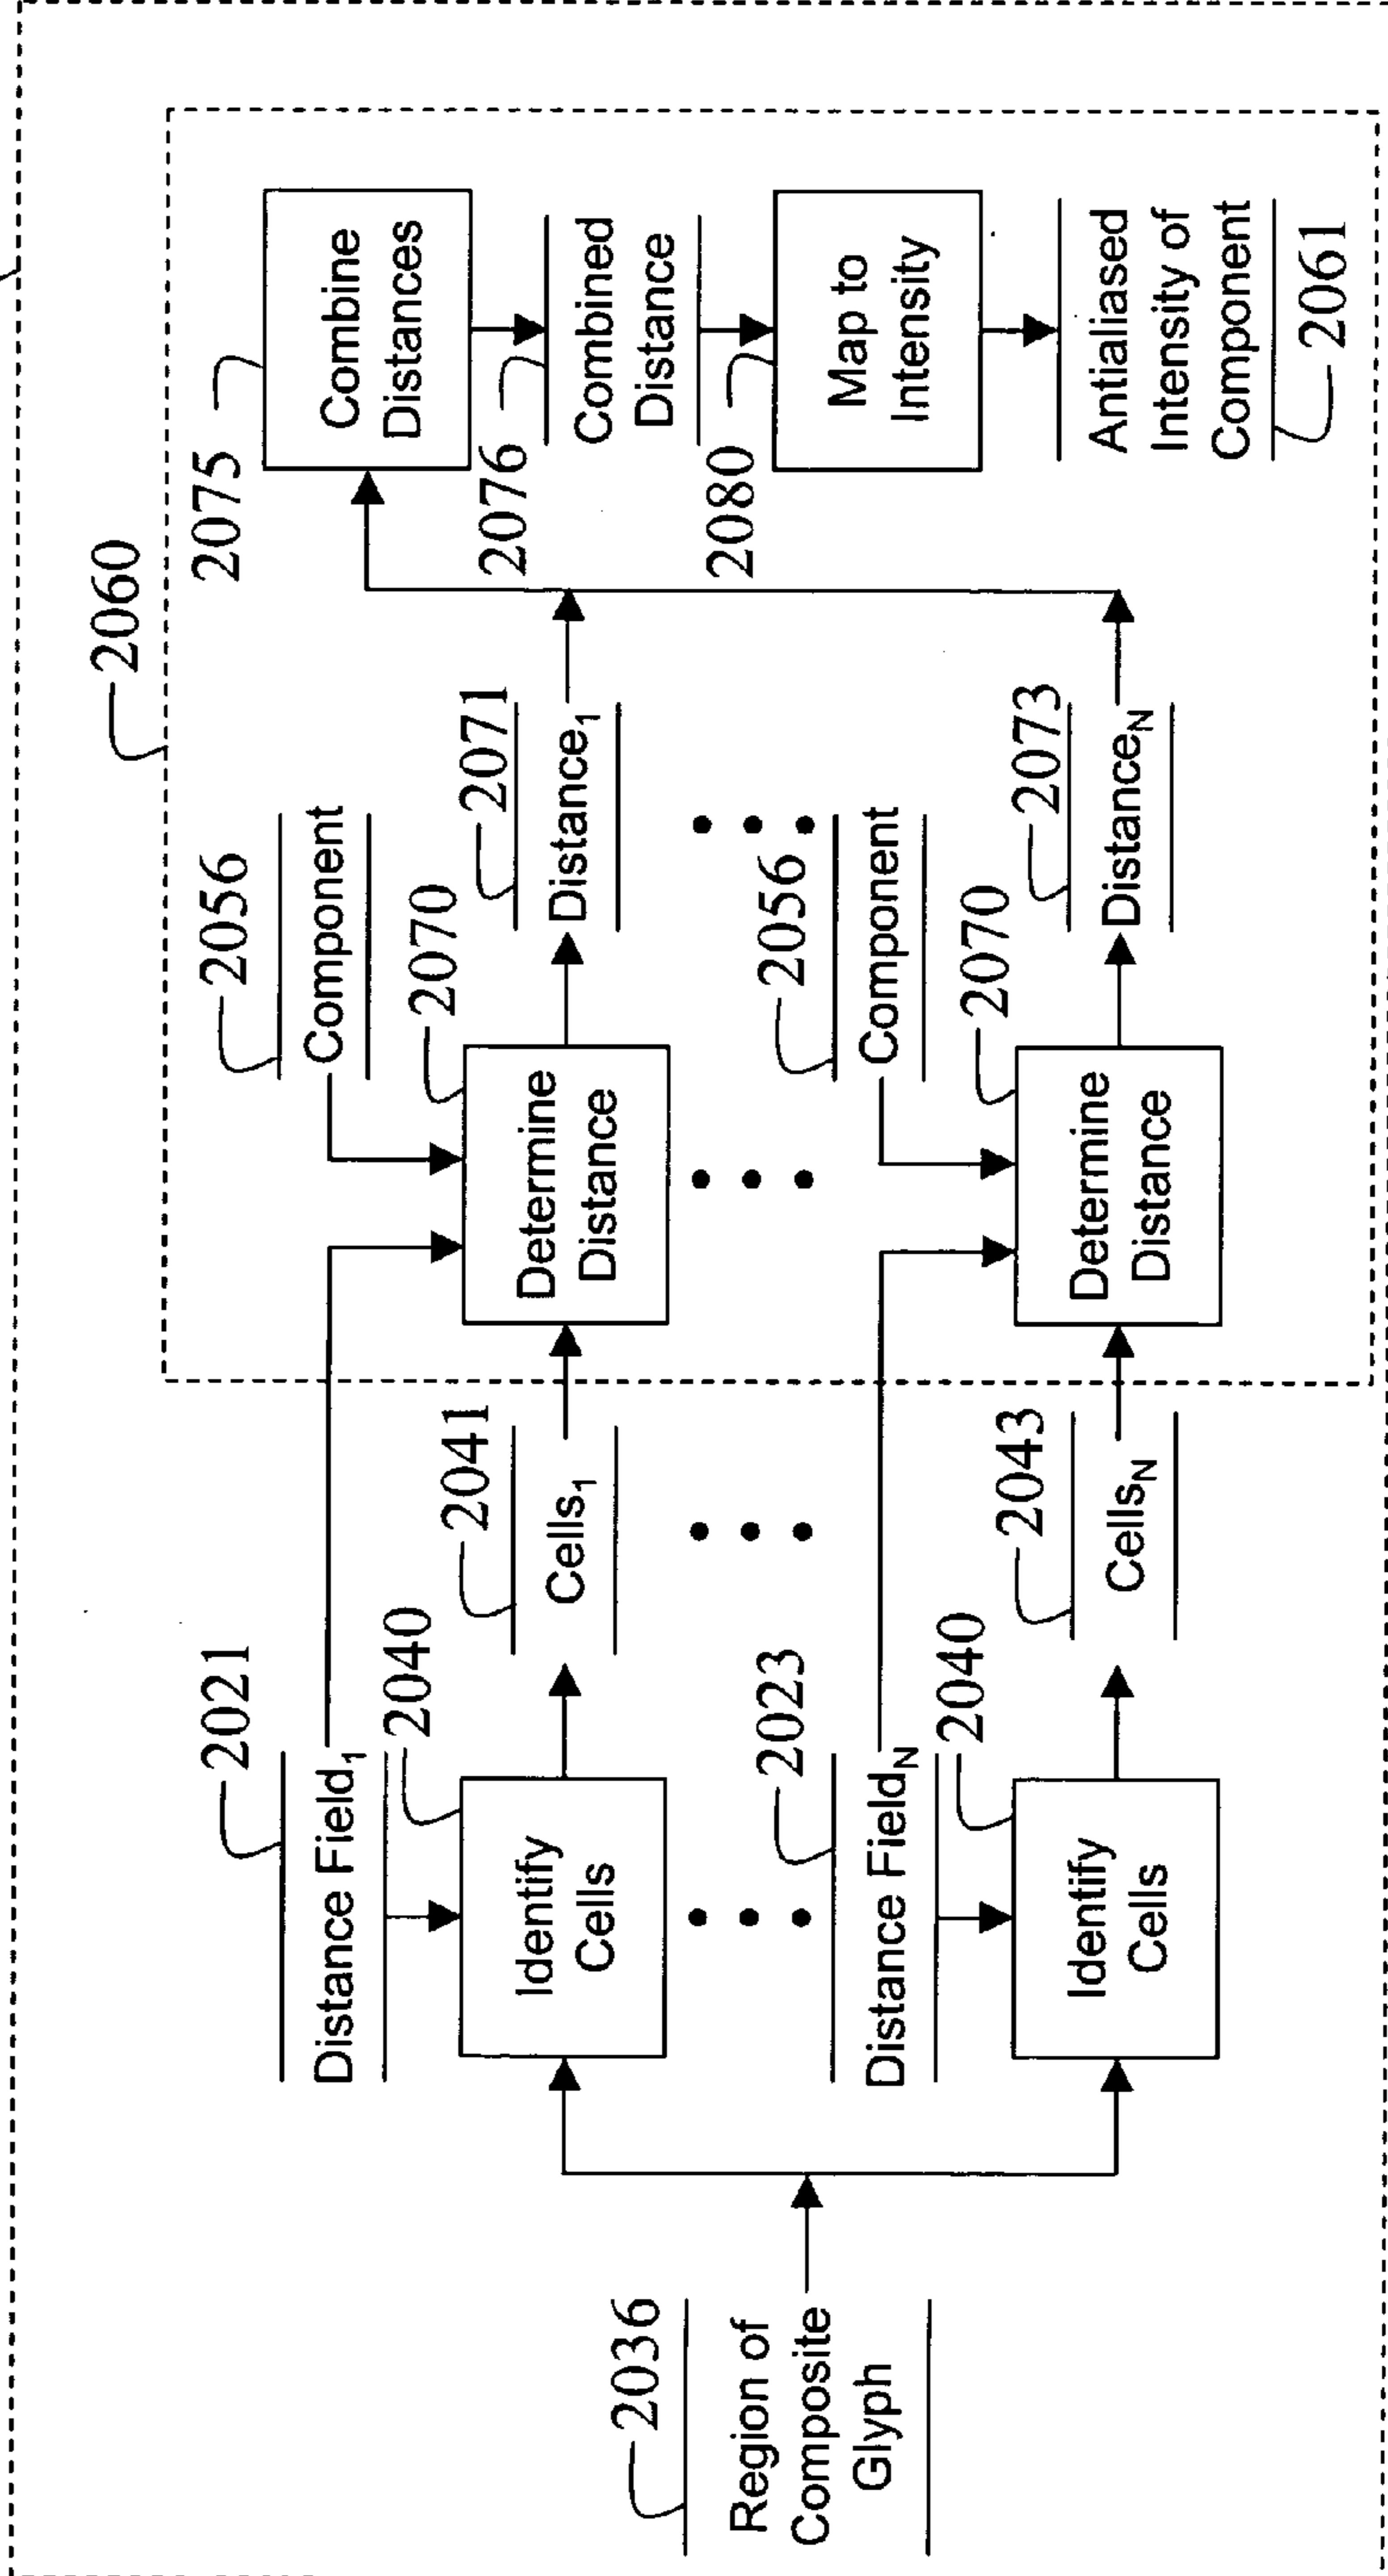 2060
2021
Distance Field1
2056
Component
2075
Combine
Distances
2040
Identify
Cells
2041
Cells1
2070
Determine
Distance
2071
Distance1
2076
Combined
Distance
2036
Region of
Composite
Glyph
2023
Distance FieldN
2056
Component
2080
Map to
Intensity
2040
Identify
Cells
2043
CellsN
2070
Determine
Distance
2073
DistanceN
Antialiased
Intensity of
Component
2061